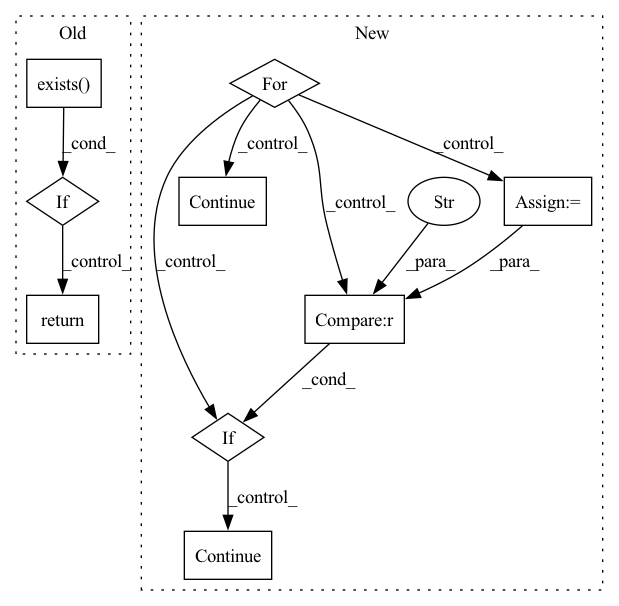 Old
New
exists()
For
_cond_
_control_
_control_
If
Continue
Str
Assign:=
_control_
_control_
_control_
_para_
_para_
return
Compare:r
_cond_
If
_control_
Continue